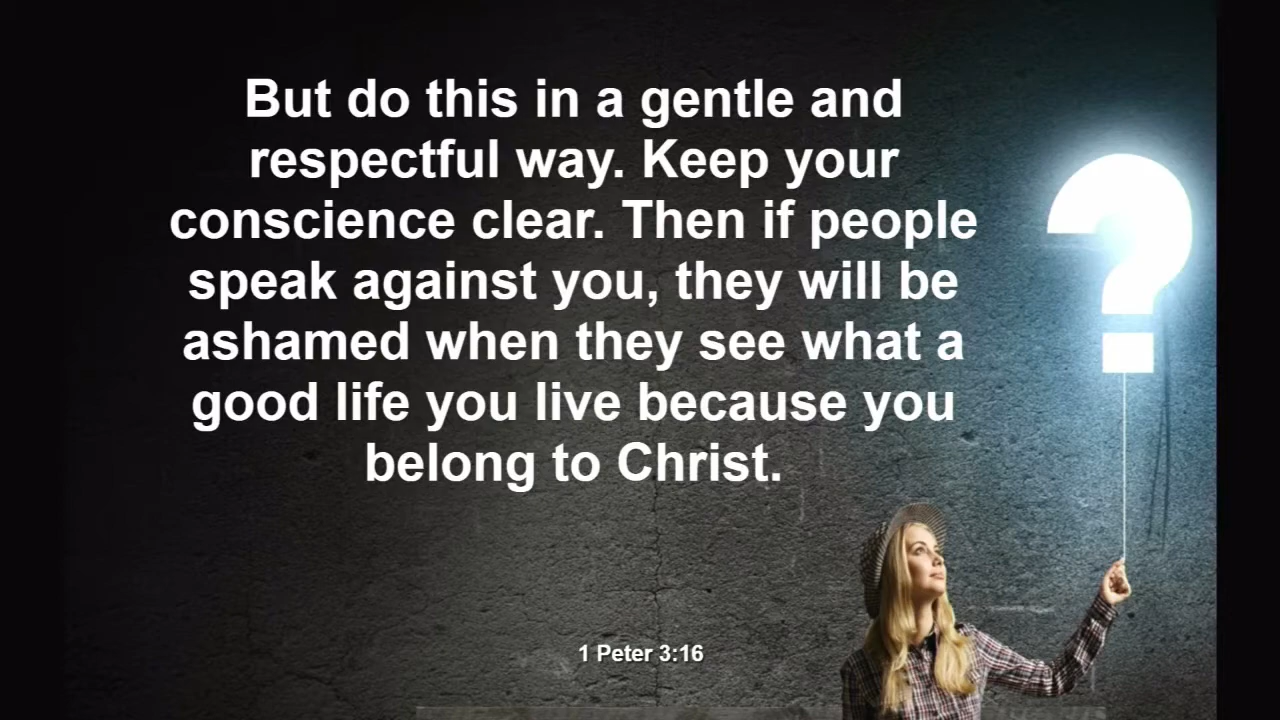 But do this in a gentle and
respectful way. Keep your
conscience clear. Then if people
speak against you, they will be
ashamed when they see what a
good life you live because you
belong to Christ.
?
1 Peter 3:16